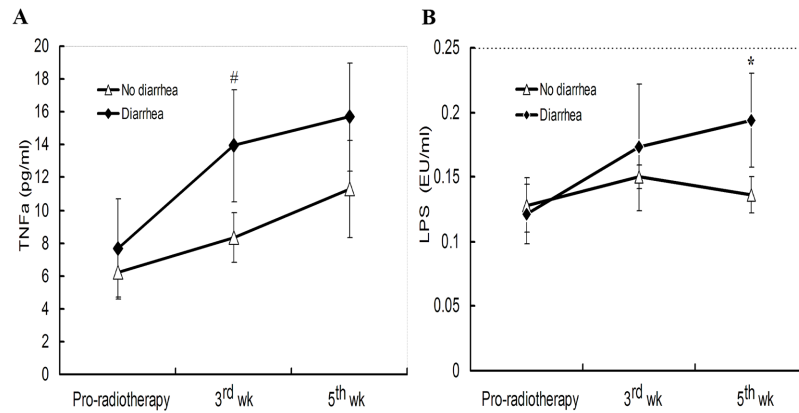 A
TNFa (pg/ml)
20
18
16
14
12
10
8
6
4
2
0
No diarrhea
Diarrhea
#
Pro-radiotherapy 3rd wk 5th wk
B
LPS (EU/ml)
0.25
0.2
0.15
0.1
0.05
0
No diarrhea
Diarrhea
*
Pro-radiotherapy 3rd wk 5th wk